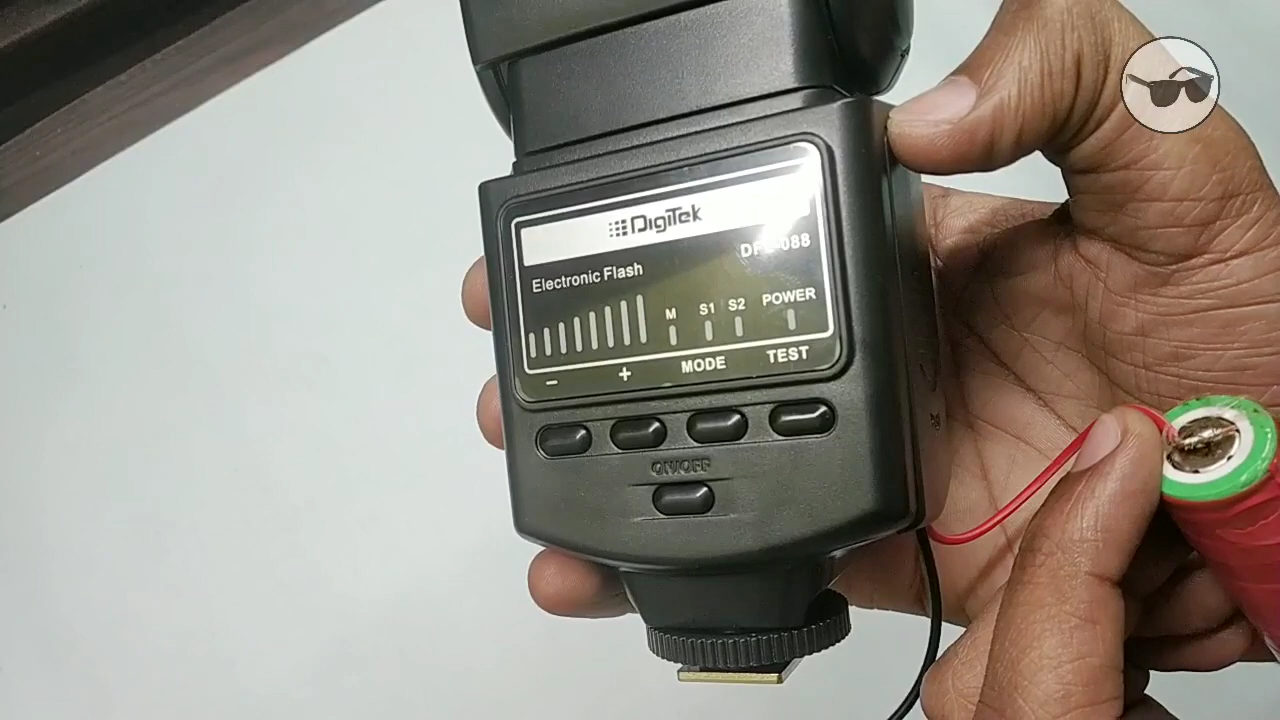 DigiTek
Electronic Flash
M S1 S2 POWER
− + MODE TEST
ON/OFF